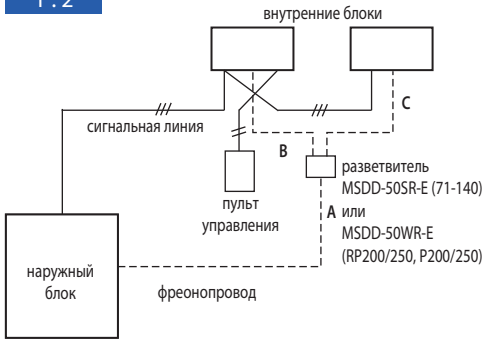 1 : 2
внутренние блоки
C
сигнальная линия
B
разветвитель
MSDD-50SR-E (71-140)
пульт
управления
A или
MSDD-50WR-E
(RP200/250, P200/250)
наружный
блок
фреонопровод